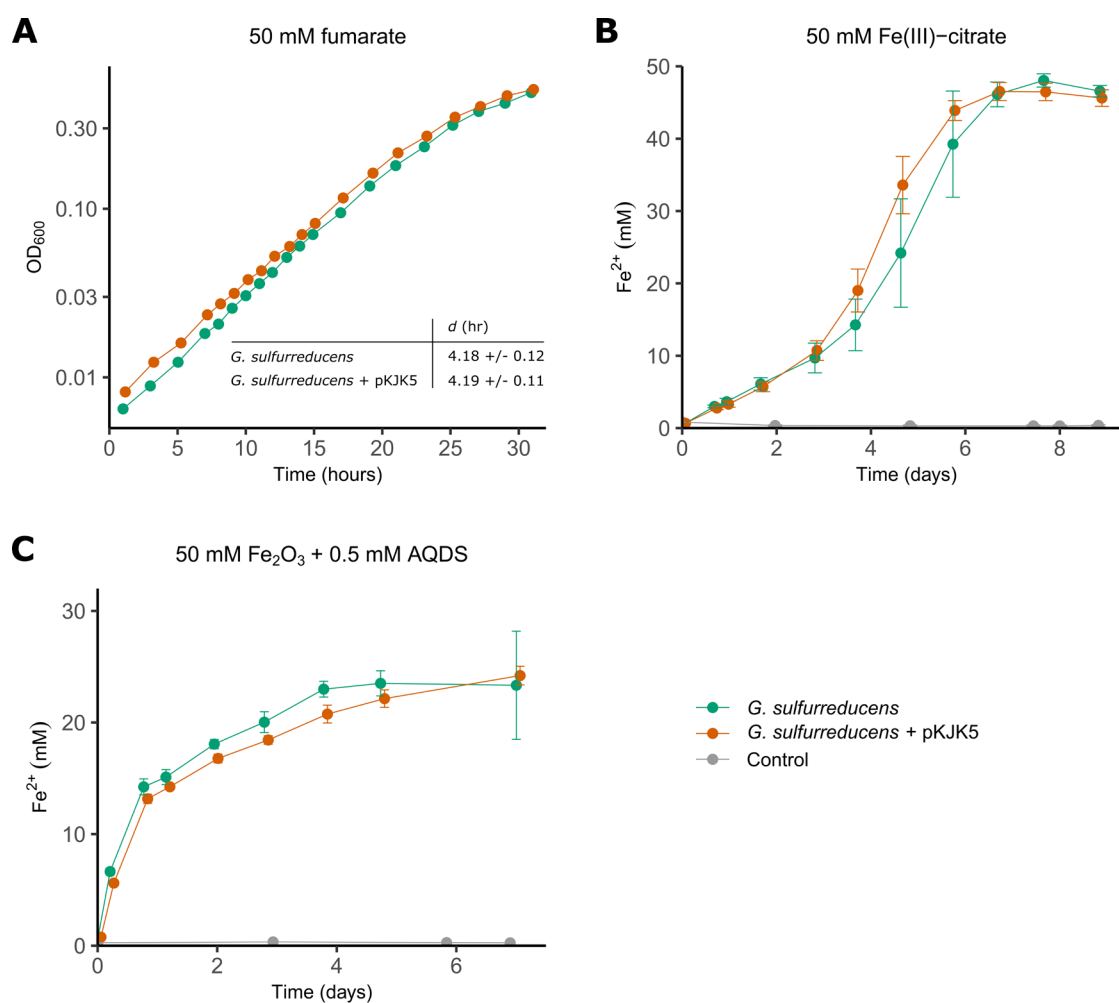 A
50 mM fumarate
OD600
0.30
0.10
0.03
0.01
0
5
10
15
20
25
30
Time (hours)
d (hr)
G. sulfurreducens 4.18 +/- 0.12
G. sulfurreducens + pKJK5 4.19 +/- 0.11
B
50 mM Fe(III)−citrate
Fe2+ (mM)
50
40
30
20
10
0
0
2
4
6
8
Time (days)
C
50 mM Fe2O3 + 0.5 mM AQDS
Fe2+ (mM)
30
20
10
0
0
2
4
6
Time (days)
G. sulfurreducens
G. sulfurreducens + pKJK5
Control